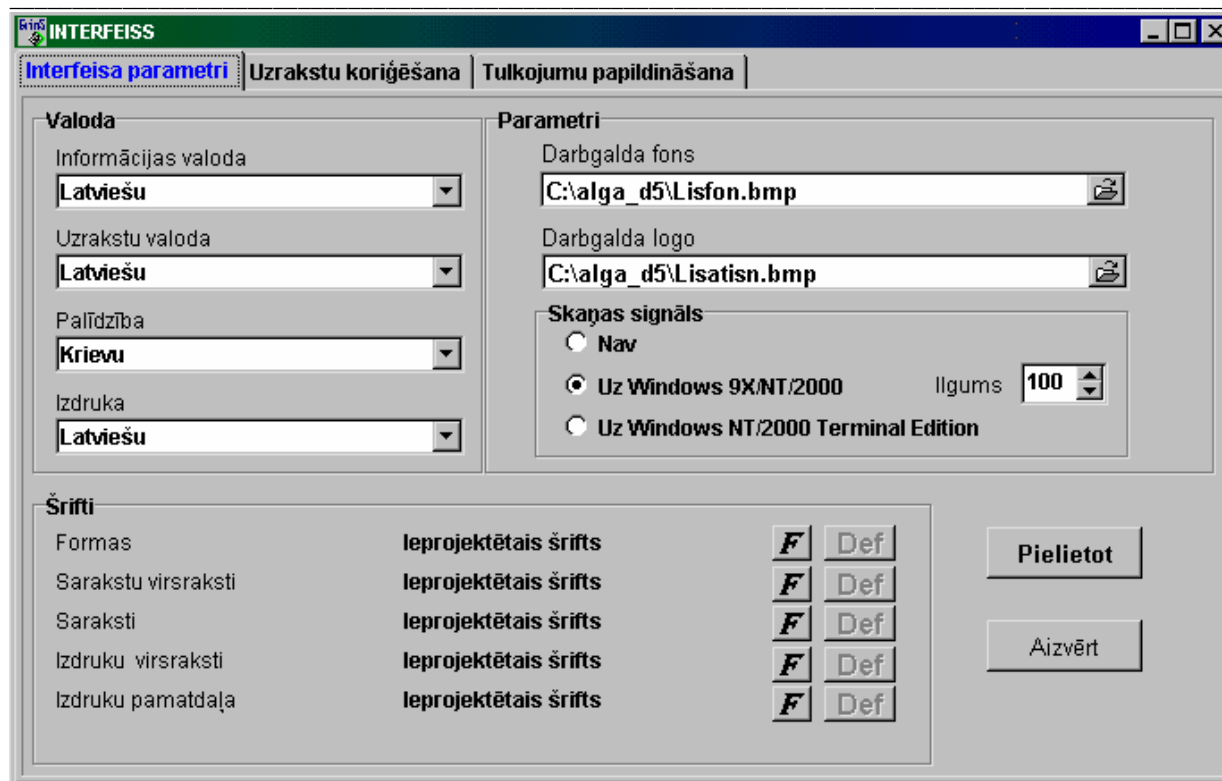 INTERFEISS
Interfeisa parametri Uzrakstu koriģēšana Tulkojumu papildināšana
Valoda
Informācijas valoda
Latviešu
Uzrakstu valoda
Latviešu
Palīdzība
Krievu
Izdruka
Latviešu
Parametri
Darbgalda fons
C:\alga_d5\Lisfon.bmp
Darbgalda logo
C:\alga_d5\Lisatisn.bmp
Skaņas signāls
Nav
Uz Windows 9X/NT/2000 Ilgums 100
Uz Windows NT/2000 Terminal Edition
Šrifti
Formas Ieprojektētais šrifts F Def
Sarakstu virsraksti Ieprojektētais šrifts F Def
Saraksti Ieprojektētais šrifts F Def
Izdruku virsraksti Ieprojektētais šrifts F Def
Izdruku pamatdaļa Ieprojektētais šrifts F Def
Pielietot
Aizvērt